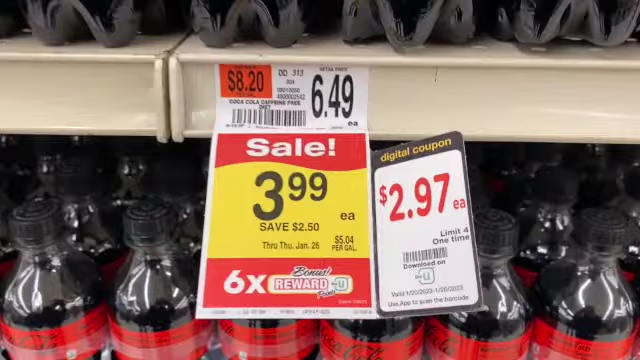 $8.20
DD 313
RETAIL PRICE
6.49
ea
COCA COLA CAFFEINE FREE
DIET
Sale!
3.99
ea
SAVE $2.50
Thru Thu. Jan. 26
$5.04
PER GAL.
6X
Bonus!
REWARD
Points
U
digital coupon
$2.97 ea
Limit 4
One time
Download on
U
Valid 1/20/2023-1/26/2023
Use App to scan the barcode